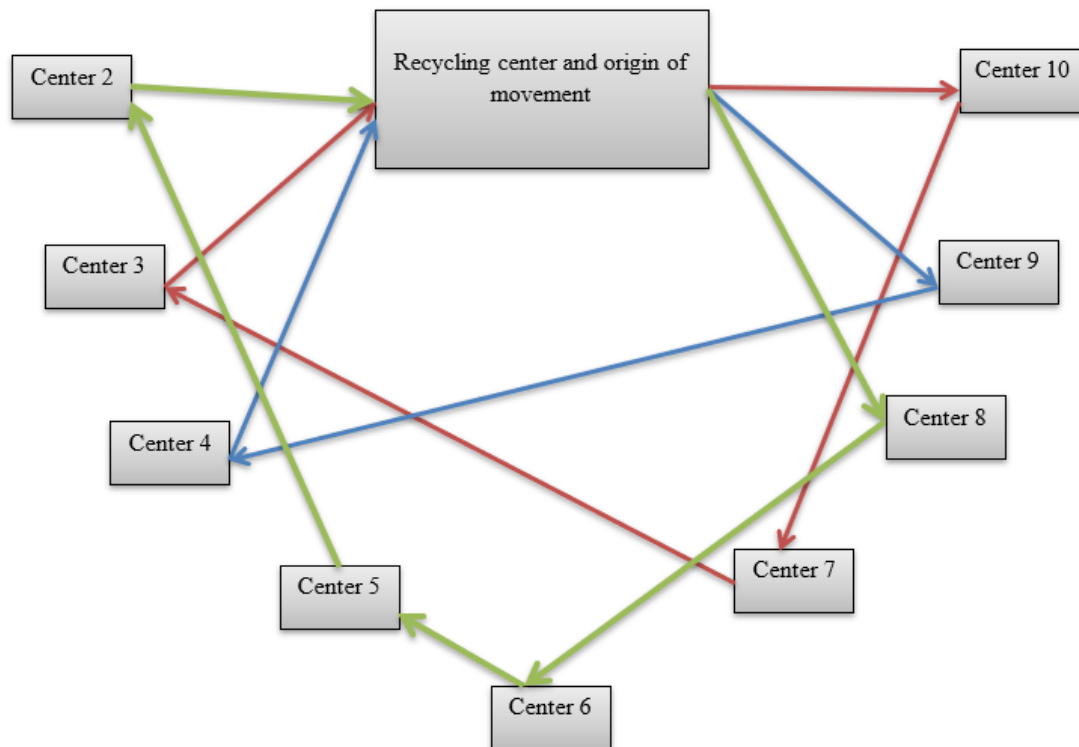 Recycling center and origin of
movement
Center 2
Center 10
Center 3
Center 9
Center 4
Center 8
Center 5
Center 7
Center 6